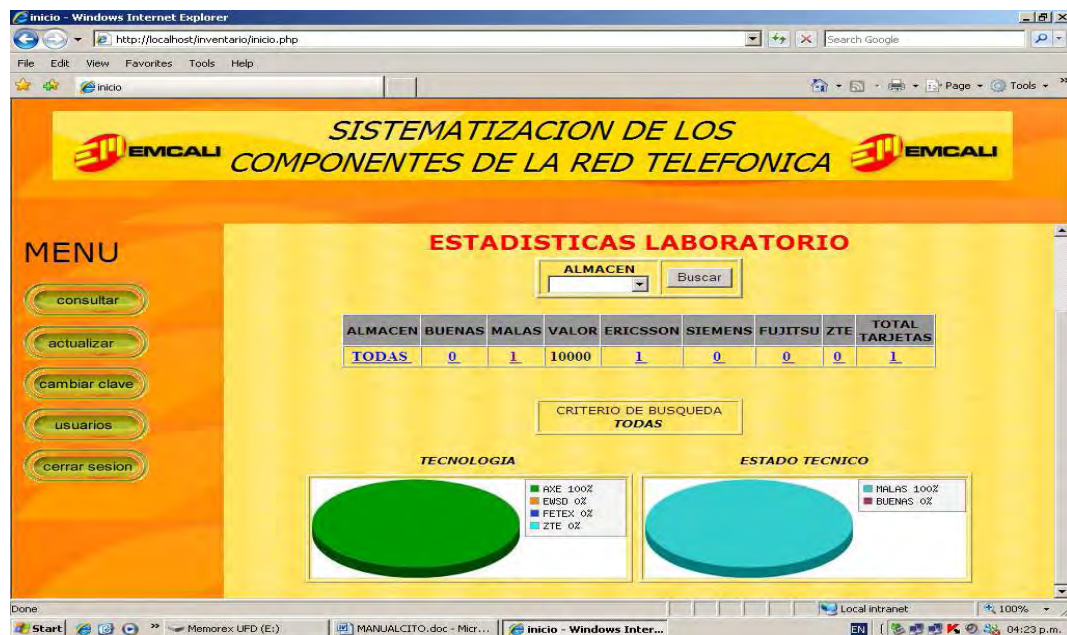 inicio - Windows Internet Explorer
http://localhost/inventario/inicio.php
Search Google
File Edit View Favorites Tools Help
inicio
Page Tools
EMCALI
SISTEMATIZACION DE LOS
COMPONENTES DE LA RED TELEFONICA
EMCALI
MENU
consultar
actualizar
cambiar clave
usuarios
cerrar sesion
ESTADISTICAS LABORATORIO
ALMACEN
Buscar
ALMACEN BUENAS MALAS VALOR ERICSSON SIEMENS FUJITSU ZTE TOTAL TARJETAS
TODAS 0 1 10000 1 0 0 0 1
CRITERIO DE BUSQUEDA
TODAS
TECNOLOGIA
AXE 100%
EWSD 0%
FETEX 0%
ZTE 0%
ESTADO TECNICO
MALAS 100%
BUENAS 0%
Done
Local intranet
100%
Start
Memorex UFD (E:)
MANUALCITO.doc - Micr...
inicio - Windows Inter...
EN
04:23 p.m.